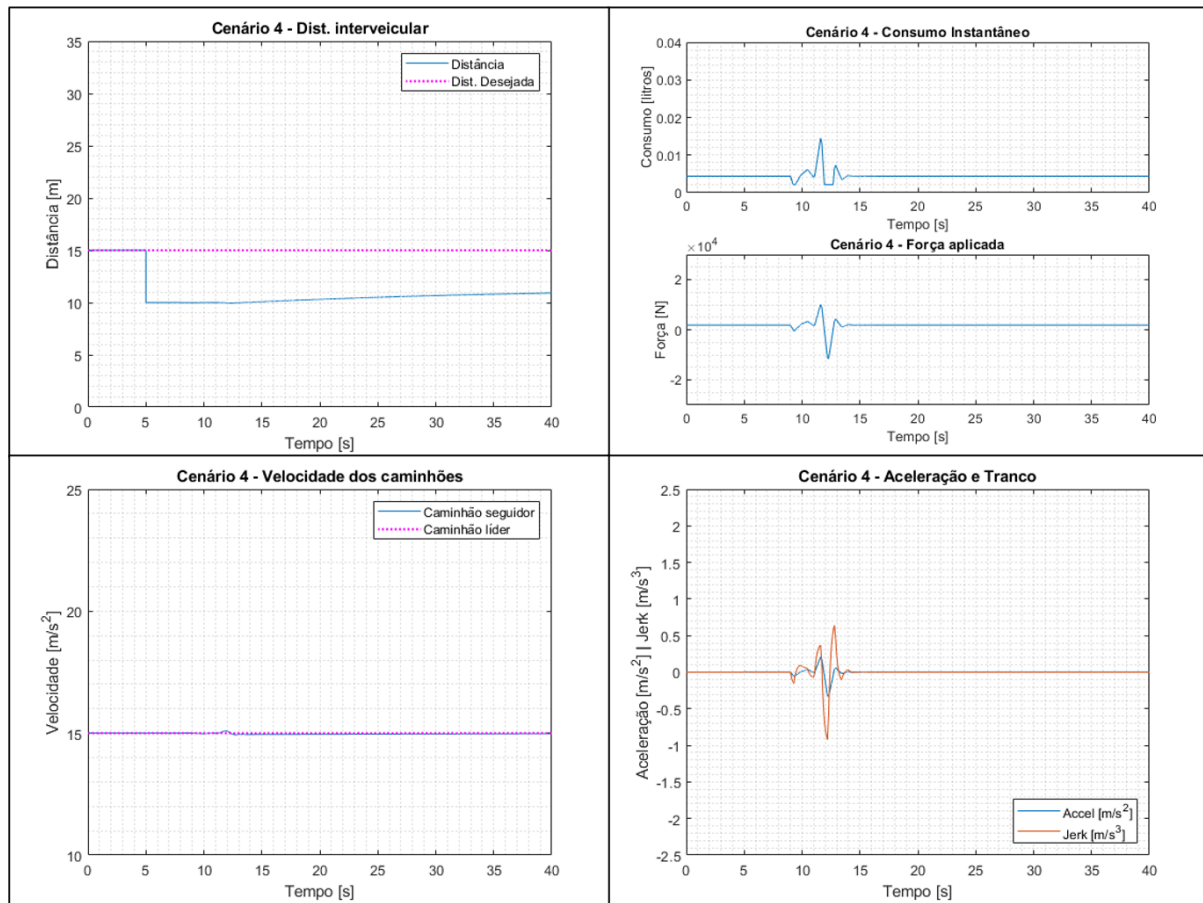 Cenário 4 - Dist. interveicular
35
30
25
20
15
10
5
0
Distância [m]
Distância
Dist. Desejada
0 5 10 15 20 25 30 35 40
Tempo [s]
Cenário 4 - Consumo Instantâneo
0.04
0.03
0.02
0.01
0
Consumo [litros]
0 5 10 15 20 25 30 35 40
Tempo [s]
×10⁴
Cenário 4 - Força aplicada
2
0
-2
Força [N]
0 5 10 15 20 25 30 35 40
Tempo [s]
Cenário 4 - Velocidade dos caminhões
25
20
15
10
Velocidade [m/s²]
Caminhão seguidor
Caminhão líder
0 5 10 15 20 25 30 35 40
Tempo [s]
Cenário 4 - Aceleração e Tranco
2.5
2
1.5
1
0.5
0
-0.5
-1
-1.5
-2
-2.5
Aceleração [m/s²] | Jerk [m/s³]
Accel [m/s²]
Jerk [m/s³]
0 5 10 15 20 25 30 35 40
Tempo [s]